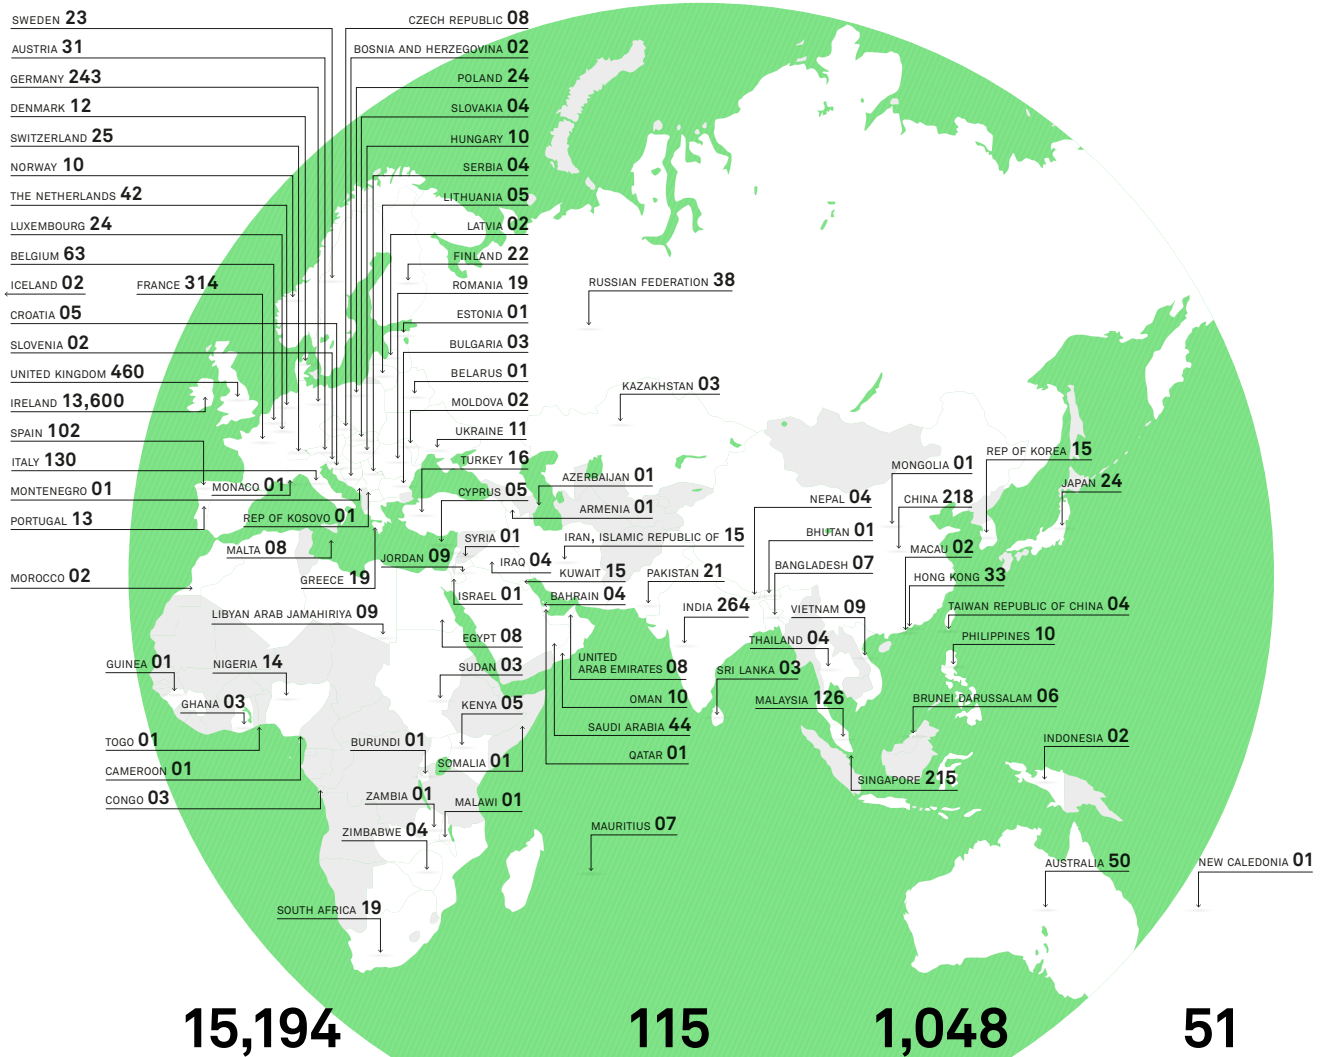 SWEDEN 23
AUSTRIA 31
GERMANY 243
DENMARK 12
SWITZERLAND 25
NORWAY 10
THE NETHERLANDS 42
LUXEMBOURG 24
BELGIUM 63
ICELAND 02
FRANCE 314
CROATIA 05
SLOVENIA 02
UNITED KINGDOM 460
IRELAND 13,600
SPAIN 102
ITALY 130
MONACO 01
MONTENEGRO 01
REP OF KOSOVO 01
PORTUGAL 13
MALTA 08
MOROCCO 02
GREECE 19
CZECH REPUBLIC 08
BOSNIA AND HERZEGOVINA 02
POLAND 24
SLOVAKIA 04
HUNGARY 10
SERBIA 04
LITHUANIA 05
LATVIA 02
FINLAND 22
ROMANIA 19
ESTONIA 01
BULGARIA 03
BELARUS 01
MOLDOVA 02
UKRAINE 11
TURKEY 16
CYPRUS 05
SYRIA 01
JORDAN 09
IRAQ 04
ISRAEL 01
LIBYAN ARAB JAMAHIRIYA 09
EGYPT 08
SUDAN 03
KENYA 05
SOMALIA 01
GUINEA 01
NIGERIA 14
GHANA 03
TOGO 01
CAMEROON 01
CONGO 03
BURUNDI 01
ZAMBIA 01
MALAWI 01
ZIMBABWE 04
SOUTH AFRICA 19
RUSSIAN FEDERATION 38
KAZAKHSTAN 03
AZERBAIJAN 01
ARMENIA 01
IRAN, ISLAMIC REPUBLIC OF 15
KUWAIT 15
BAHRAIN 04
PAKISTAN 21
INDIA 264
UNITED
ARAB EMIRATES 08
OMAN 10
SAUDI ARABIA 44
QATAR 01
MAURITIUS 07
NEPAL 04
BHUTAN 01
BANGLADESH 07
VIETNAM 09
THAILAND 04
SRI LANKA 03
MALAYSIA 126
SINGAPORE 215
MONGOLIA 01
CHINA 218
REP OF KOREA 15
JAPAN 24
MACAU 02
HONG KONG 33
TAIWAN REPUBLIC OF CHINA 04
PHILIPPINES 10
BRUNEI DARUSSALAM 06
INDONESIA 02
AUSTRALIA 50
NEW CALEDONIA 01
15,194
115
1,048
51